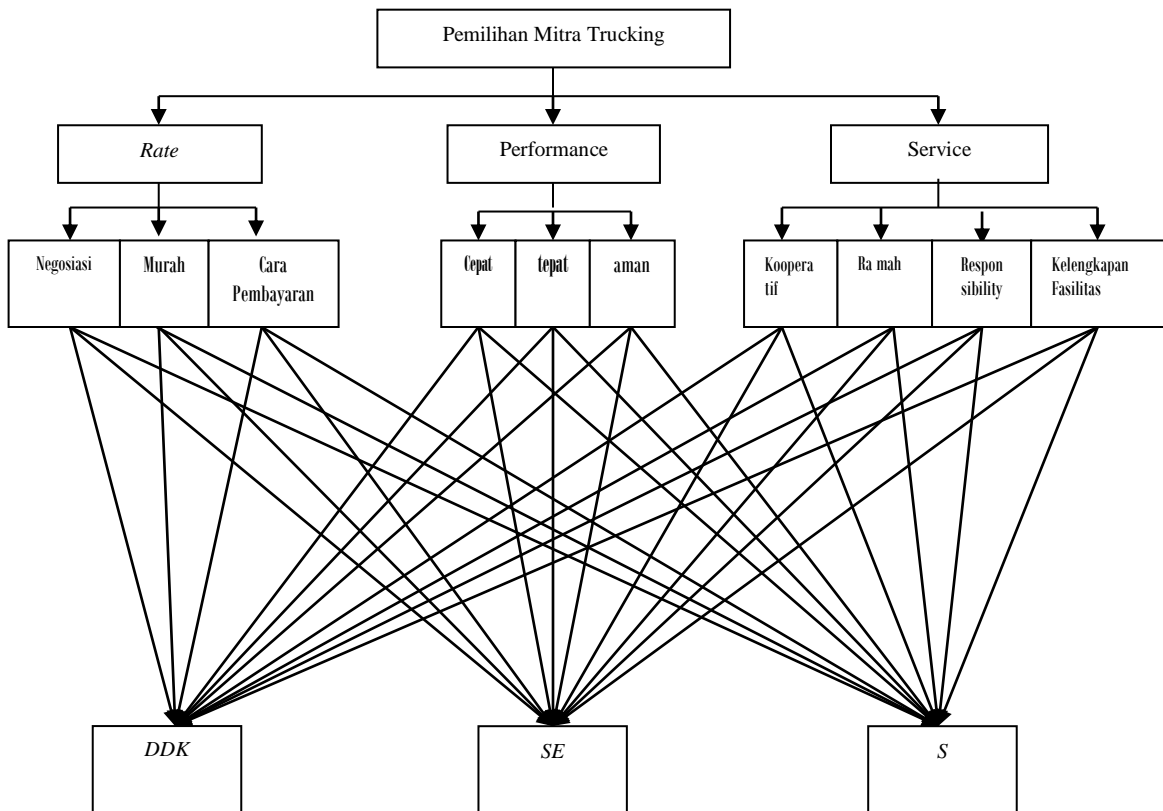 Pemilihan Mitra Trucking
Rate
Performance
Service
Negosiasi
Murah
Cara
Pembayaran
Cepat
tepat
aman
Koopera
tif
Ra mah
Respon
sibility
Kelengkapan
Fasilitas
DDK
SE
S